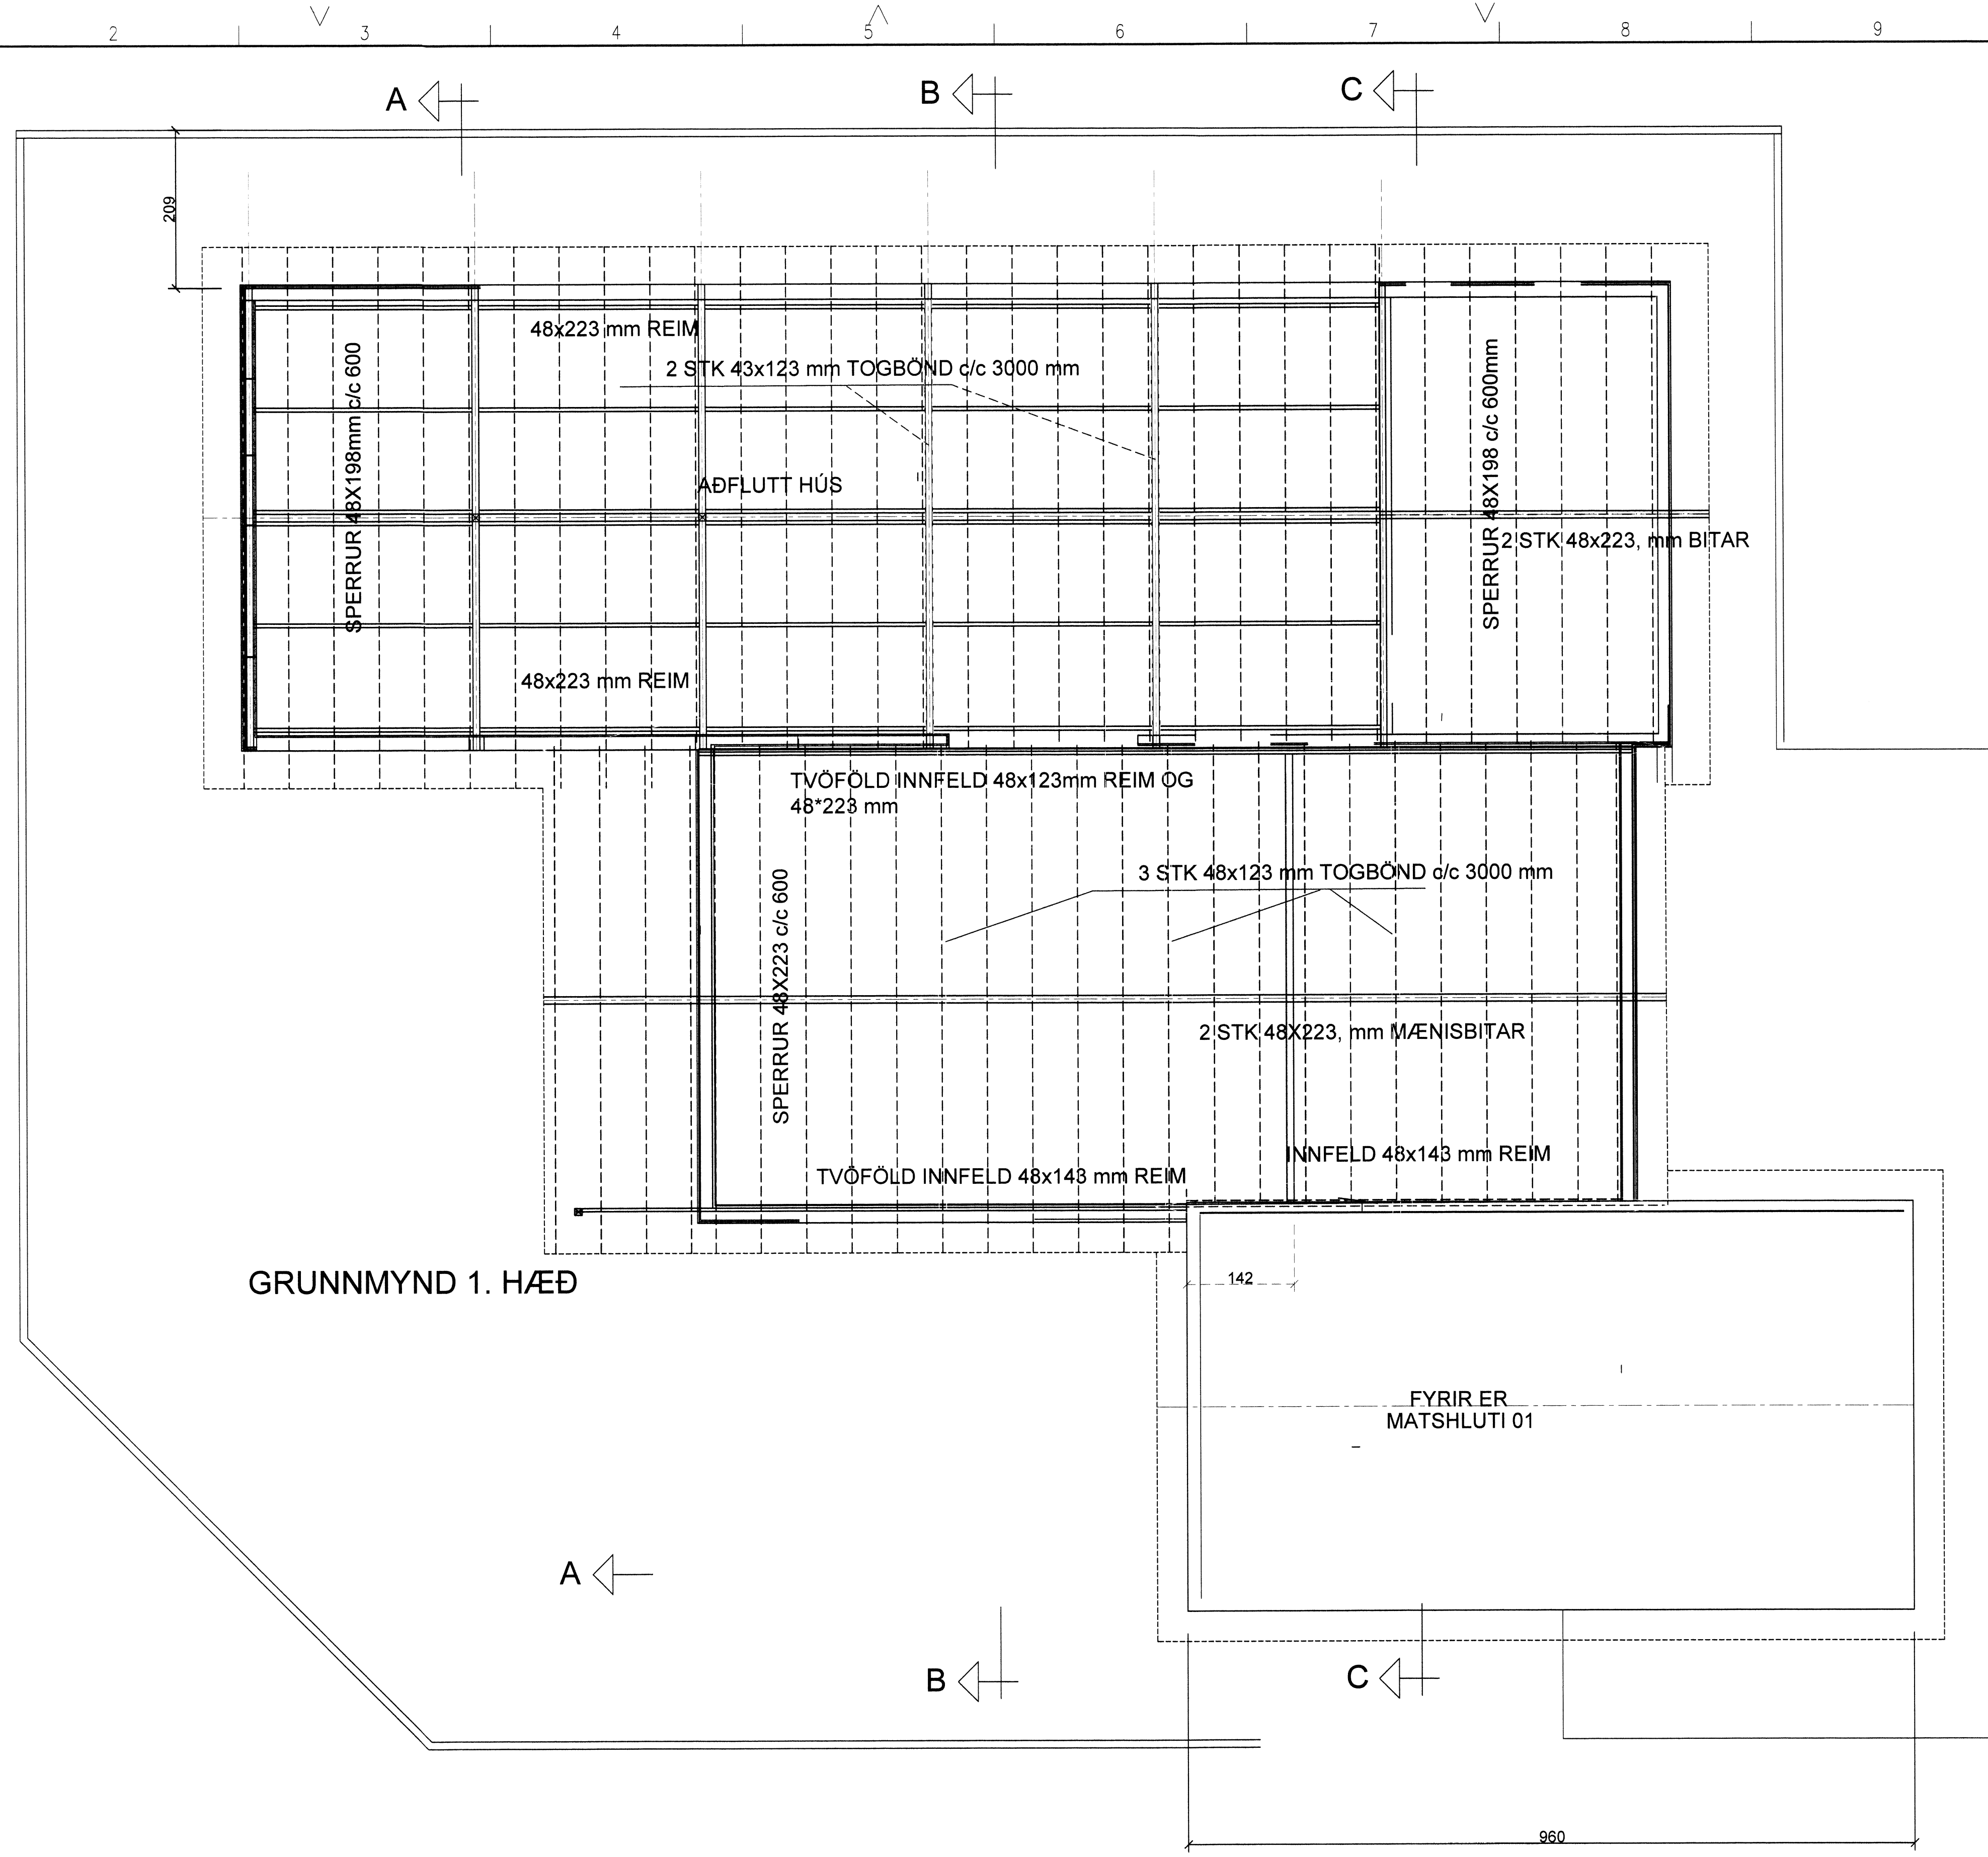 2 3 4 5 6 7 8 9
A B C
209
48x223 mm REIM
2 STK 43x123 mm TOGBÖND c/c 3000 mm
SPERRUR 48X198mm c/c 600
SPERRUR 48X198 c/c 600mm
AÐFLUTT HÚS
2 STK 48x223, mm BITAR
48x223 mm REIM
TVÖFÖLD INNFELD 48x123mm REIM OG
48*223 mm
3 STK 48x123 mm TOGBÖND c/c 3000 mm
SPERRUR 48X223 c/c 600
2 STK 48X223, mm MÆNISBITAR
INNFELD 48x143 mm REIM
TVÖFÖLD INNFELD 48x143 mm REIM
GRUNNMYND 1. HÆÐ
142
FYRIR ER
MATSHLUTI 01
A
B C
960